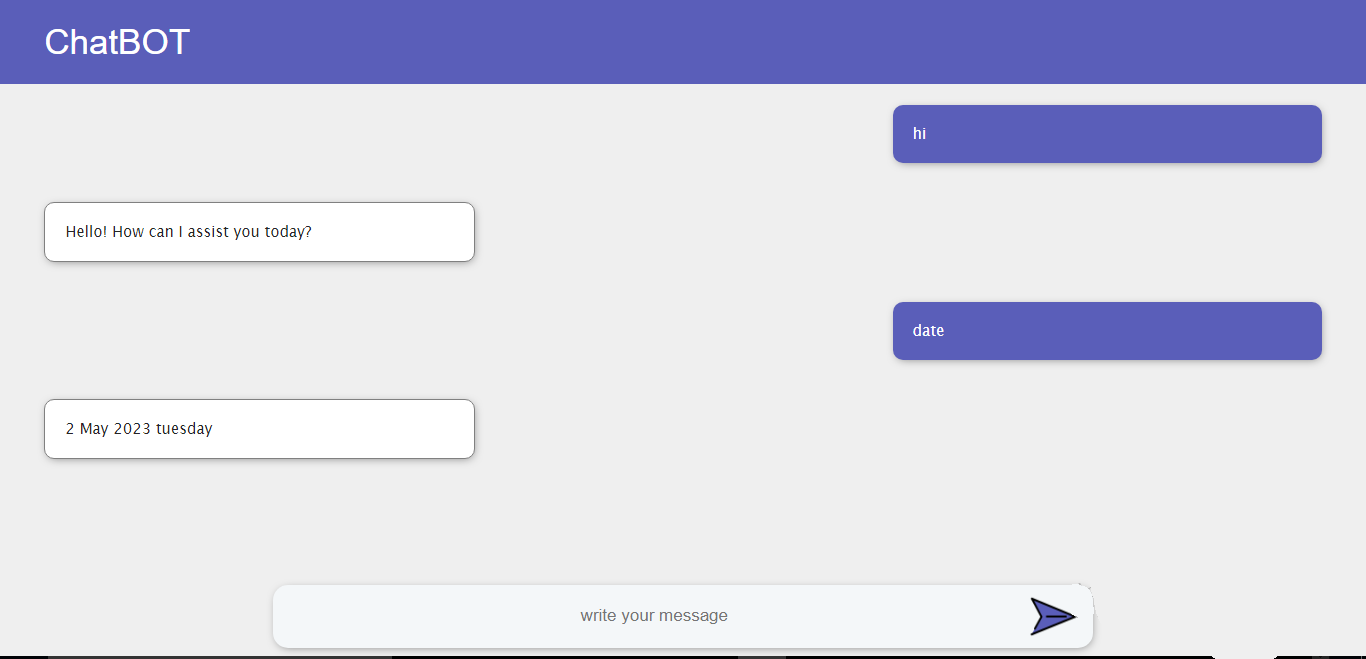 ChatBOT
hi
Hello! How can I assist you today?
date
2 May 2023 tuesday
write your message